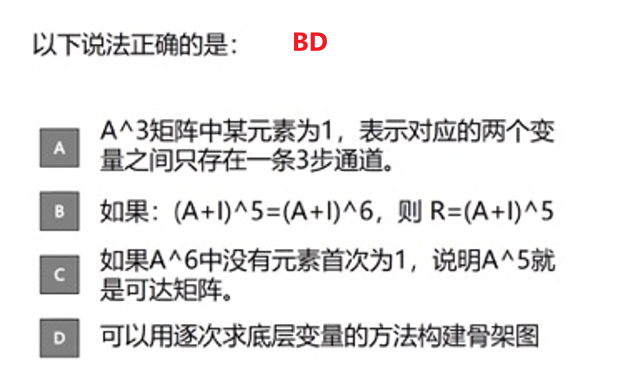 以下说法正确的是： BD
A A^3矩阵中某元素为1，表示对应的两个变
量之间只存在一条3步通道。
B 如果：(A+I)^5=(A+I)^6，则 R=(A+I)^5
C 如果A^6中没有元素首次为1，说明A^5就
是可达矩阵。
D 可以用逐次求底层变量的方法构建骨架图